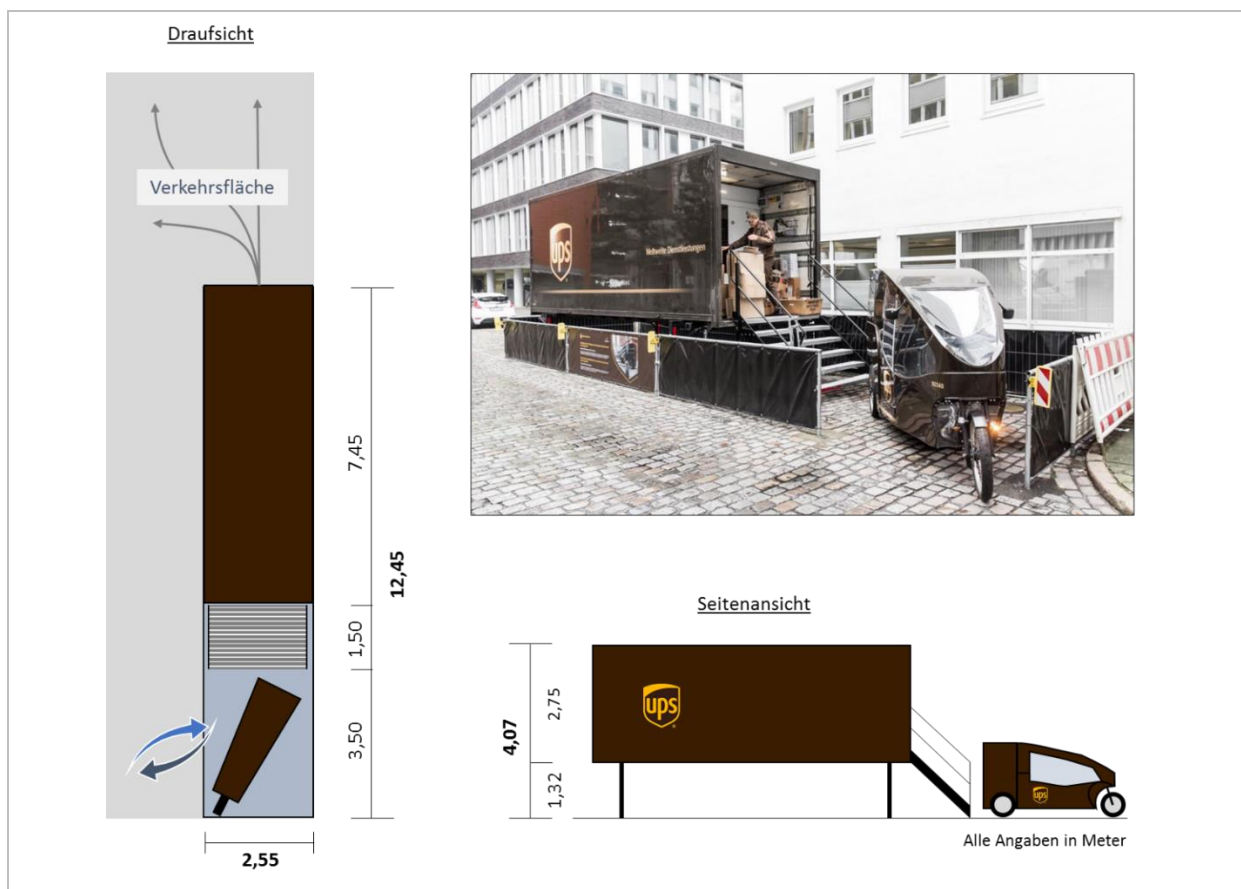 Draufsicht
Verkehrsfläche
7,45
12,45
1,50
3,50
2,55
ups
Weltweite Dienstleistungen
Seitenansicht
4,07
2,75
1,32
ups
ups
Alle Angaben in Meter